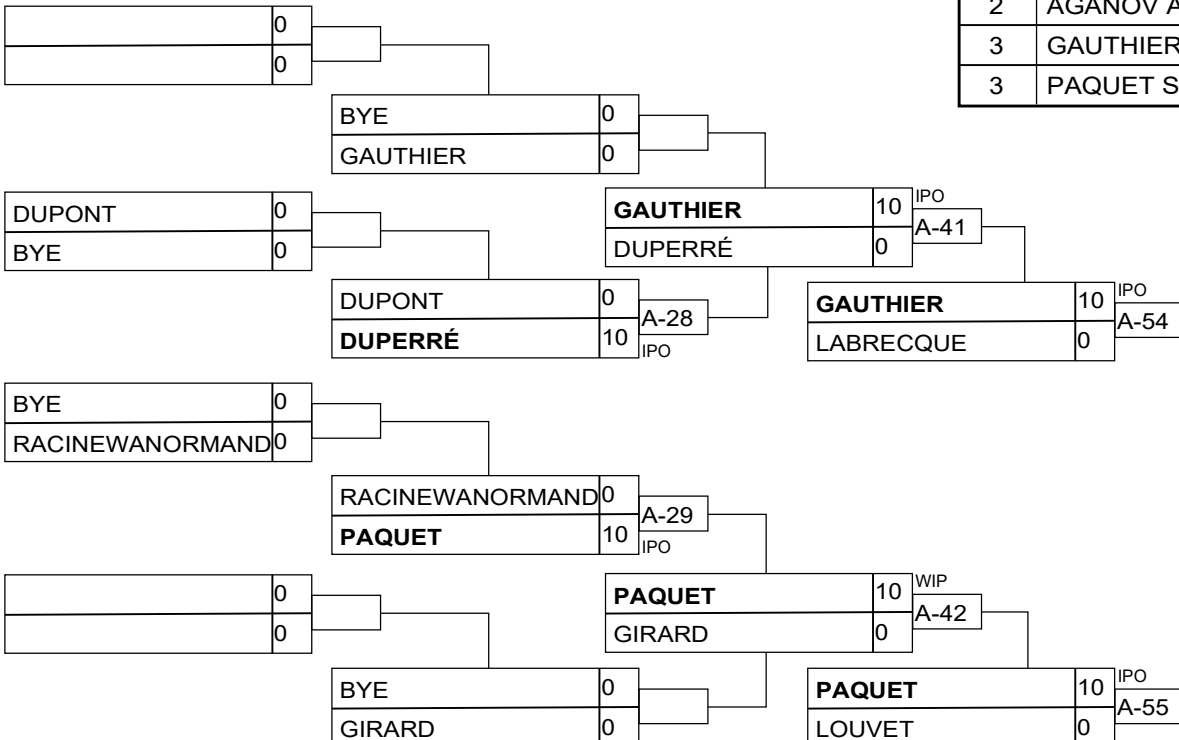 2 AGANOV A
3 GAUTHIER
3 PAQUET S
0
0
BYE 0
GAUTHIER 0
DUPONT 0
BYE 0
GAUTHIER 10 IPO
DUPERRÉ 0
A-41
DUPONT 0
DUPERRÉ 10 IPO
A-28
GAUTHIER 10 IPO
LABRECQUE 0
A-54
BYE 0
RACINEWANORMAND 0
RACINEWANORMAND 0
PAQUET 10 IPO
A-29
0
0
PAQUET 10 WIP
GIRARD 0
A-42
BYE 0
GIRARD 0
PAQUET 10 IPO
LOUVET 0
A-55